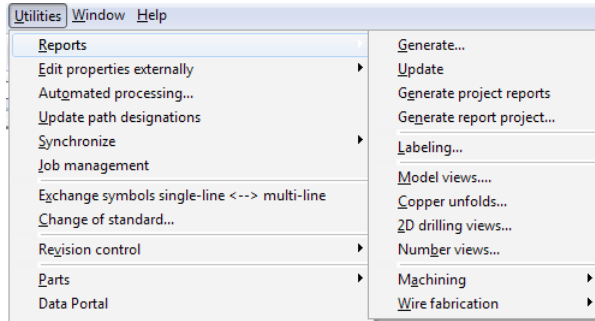 Utilities Window Help
Reports
Edit properties externally
Automated processing...
Update path designations
Synchronize
Job management
Exchange symbols single-line <--> multi-line
Change of standard...
Revision control
Parts
Data Portal
Generate...
Update
Generate project reports
Generate report project...
Labeling...
Model views....
Copper unfolds...
2D drilling views...
Number views...
Machining
Wire fabrication